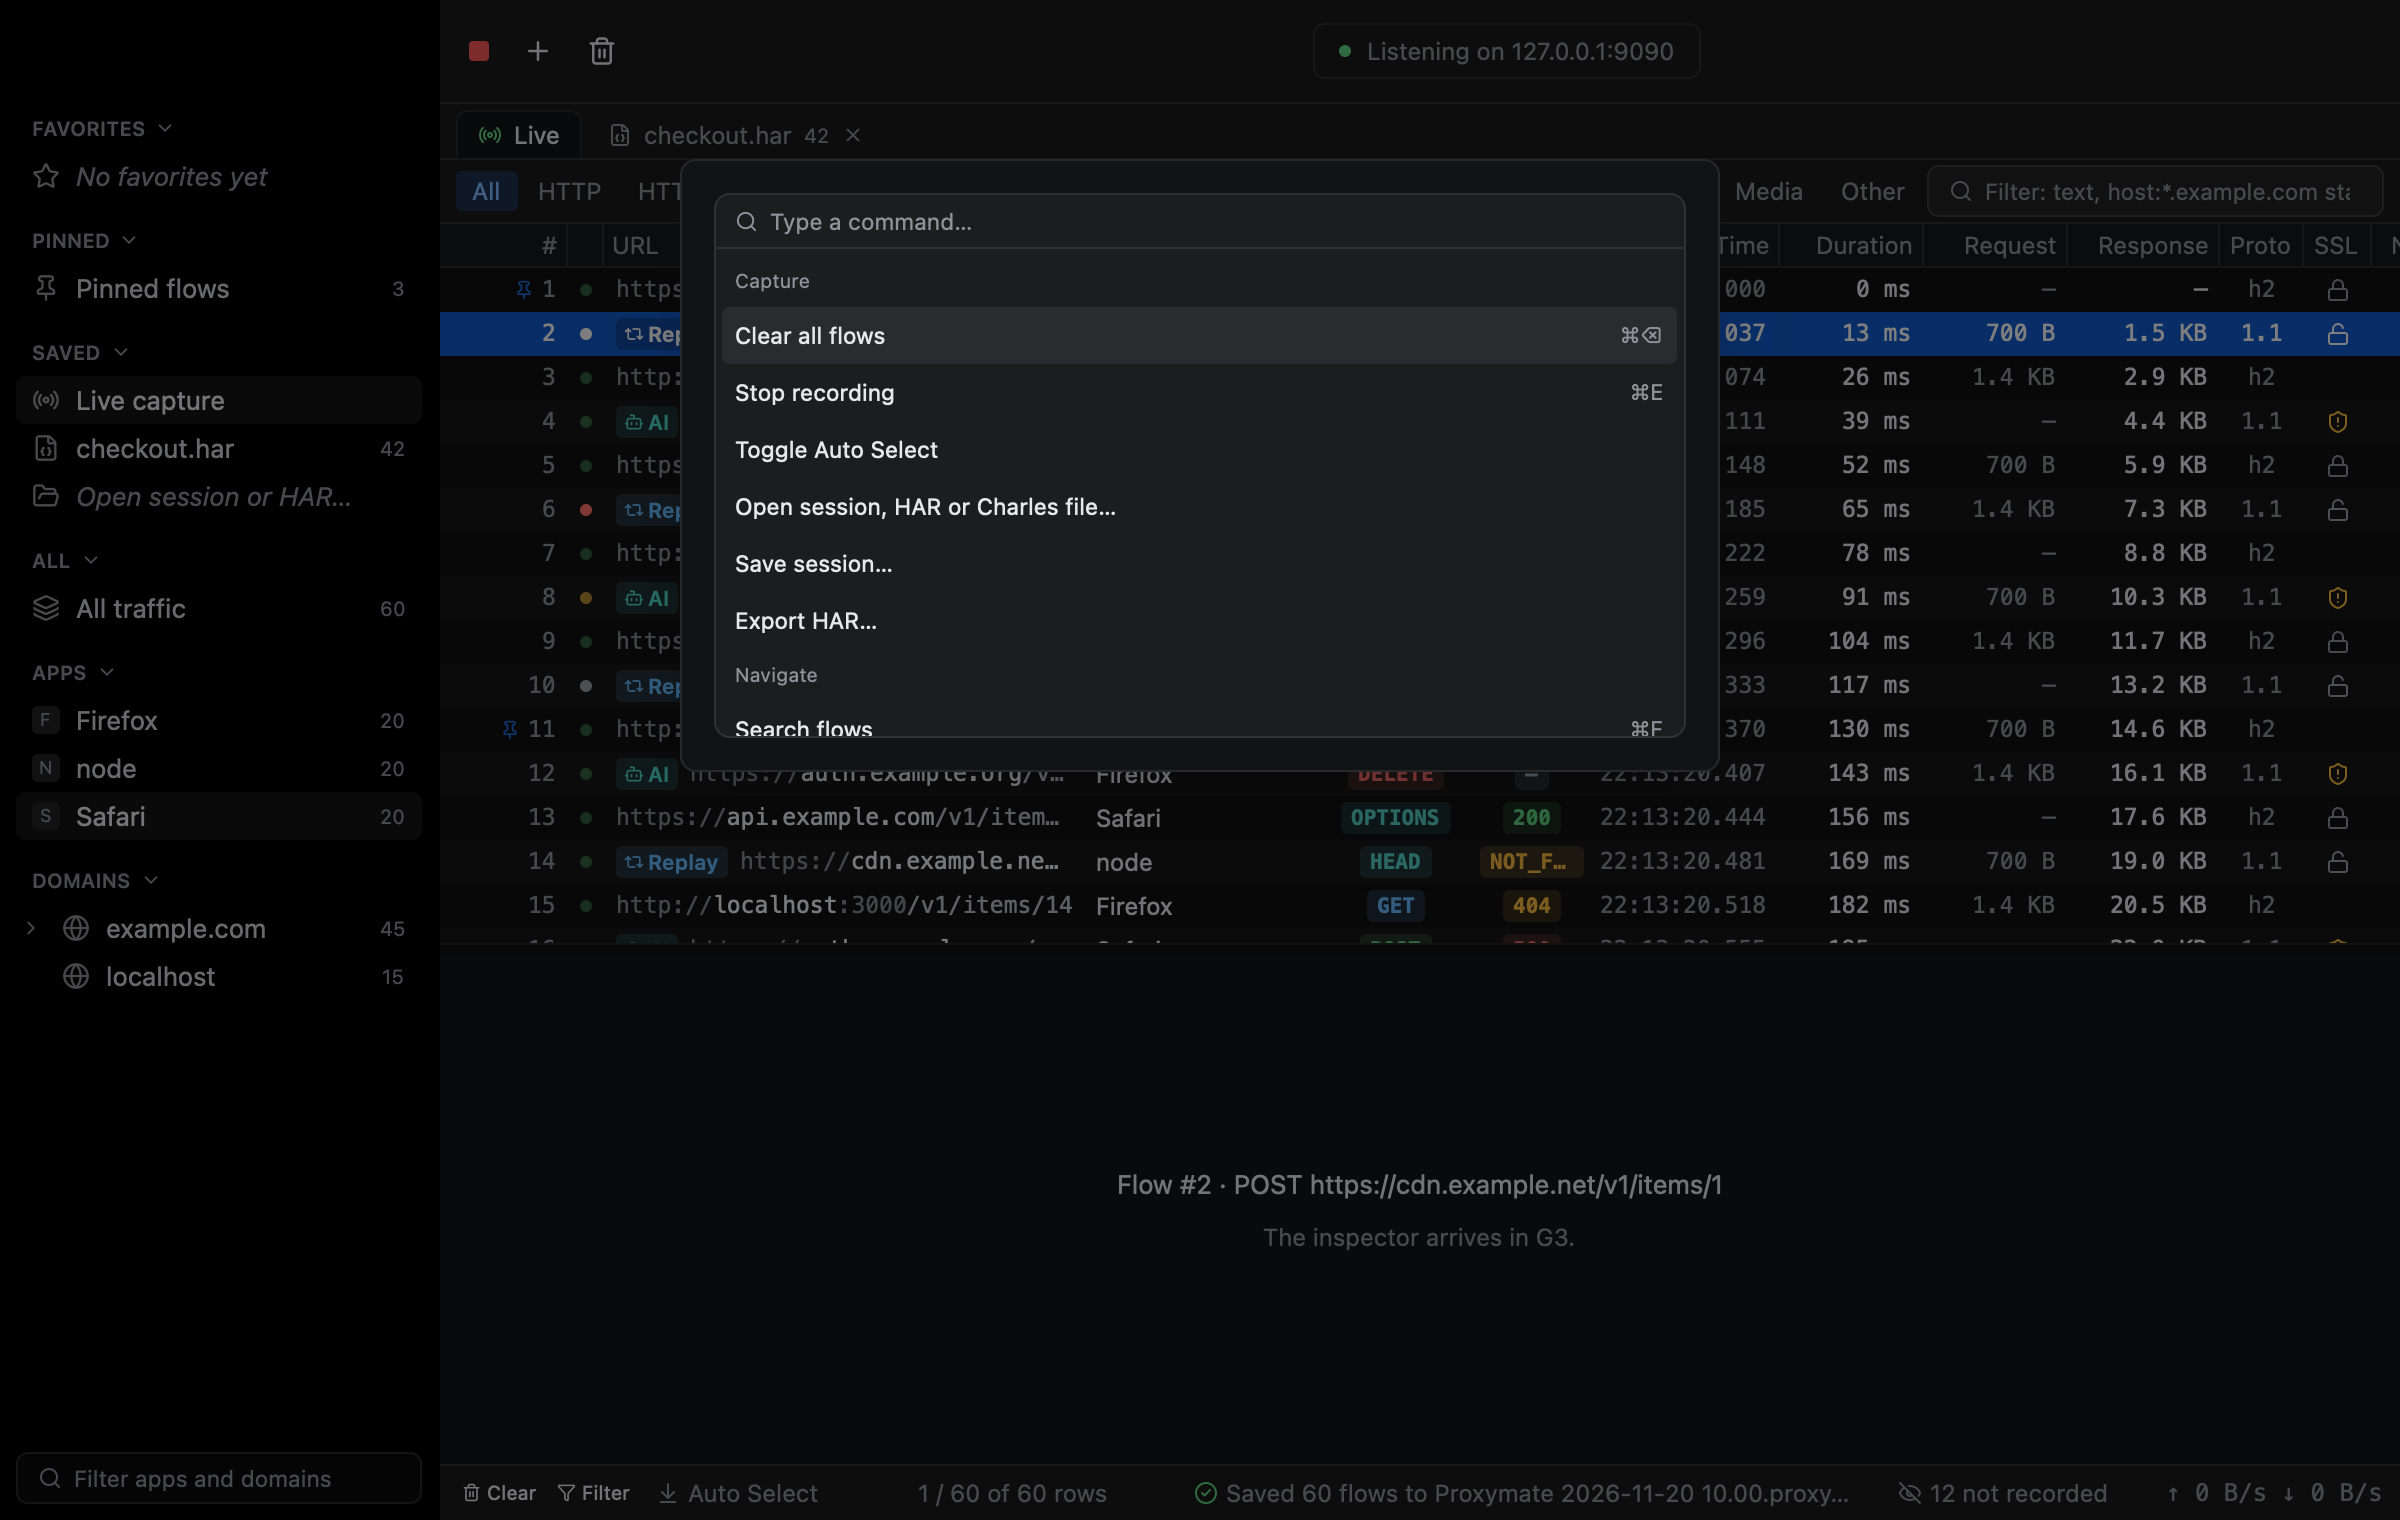 Listening on 127.0.0.1:9090
FAVORITES
No favorites yet
PINNED
Pinned flows 3
SAVED
Live capture
checkout.har 42
Open session or HAR...
ALL
All traffic 60
APPS
F Firefox 20
N node 20
S Safari 20
DOMAINS
example.com 45
localhost 15
Filter apps and domains
Live checkout.har 42
All HTTP Media Other Filter: text, host:*.example.com
# URL Time Duration Request Response Proto SSL
1 000 0 ms — — h2
2 037 13 ms 700 B 1.5 KB 1.1
3 074 26 ms 1.4 KB 2.9 KB h2
4 AI 111 39 ms — 4.4 KB 1.1
5 148 52 ms 700 B 5.9 KB h2
6 185 65 ms 1.4 KB 7.3 KB 1.1
7 222 78 ms — 8.8 KB h2
8 AI 259 91 ms 700 B 10.3 KB 1.1
9 296 104 ms 1.4 KB 11.7 KB h2
10 333 117 ms — 13.2 KB 1.1
11 370 130 ms 700 B 14.6 KB h2
12 AI https://auth.example.org/v… Firefox DELETE — 22:13:20.407 143 ms 1.4 KB 16.1 KB 1.1
13 https://api.example.com/v1/item… Safari OPTIONS 200 22:13:20.444 156 ms — 17.6 KB h2
14 Replay https://cdn.example.ne… node HEAD NOT_F… 22:13:20.481 169 ms 700 B 19.0 KB 1.1
15 http://localhost:3000/v1/items/14 Firefox GET 404 22:13:20.518 182 ms 1.4 KB 20.5 KB h2
Type a command...
Capture
Clear all flows ⌘⌫
Stop recording ⌘E
Toggle Auto Select
Open session, HAR or Charles file...
Save session...
Export HAR...
Navigate
Search flows ⌘F
Flow #2 · POST https://cdn.example.net/v1/items/1
The inspector arrives in G3.
Clear Filter Auto Select 1 / 60 of 60 rows Saved 60 flows to Proxymate 2026-11-20 10.00.proxy... 12 not recorded ↑ 0 B/s ↓ 0 B/s